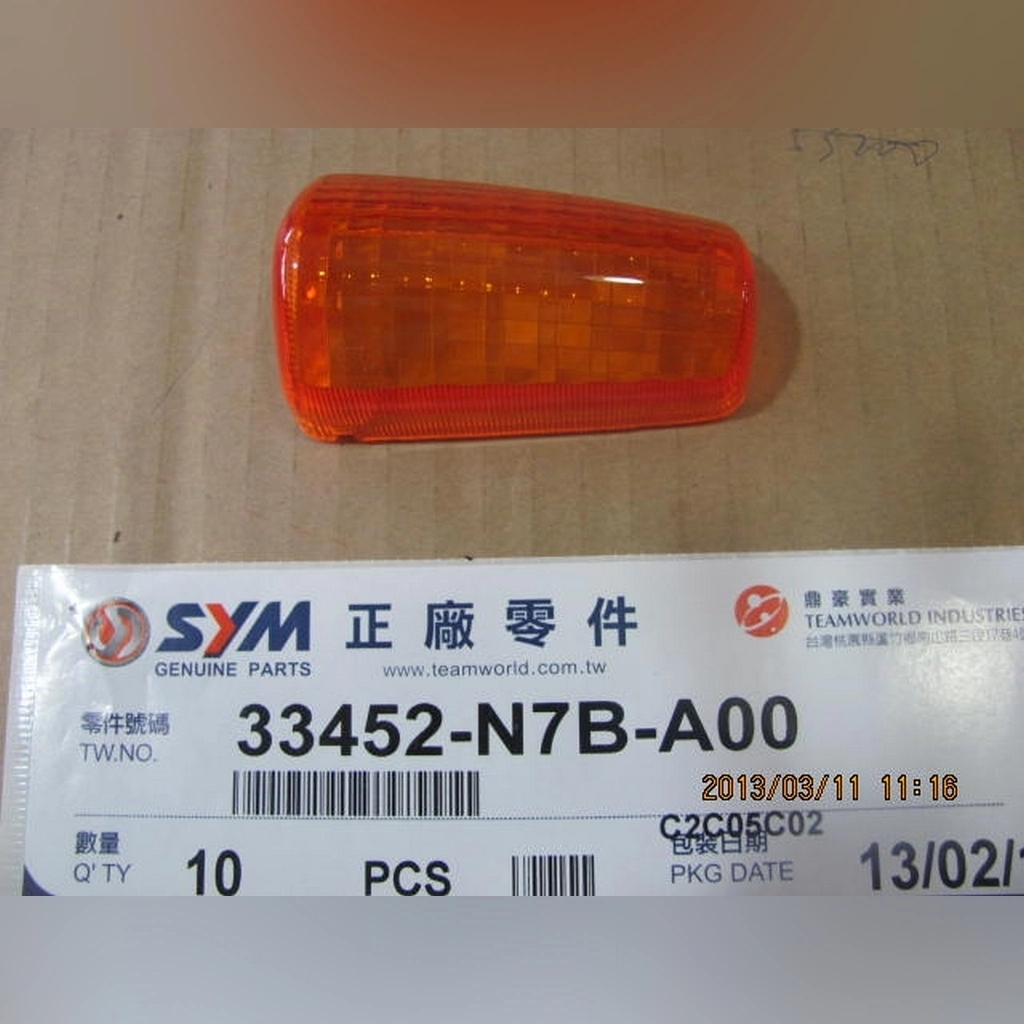 SYM 正廠零件
GENUINE PARTS
www.teamworld.com.tw
鼎豪實業
TEAMWORLD INDUSTRIES
零件號碼
TW.NO.
33452-N7B-A00
2013/03/11 11:16
C2C05C02
數量
Q'TY
10
PCS
包裝日期
PKG DATE
13/02/